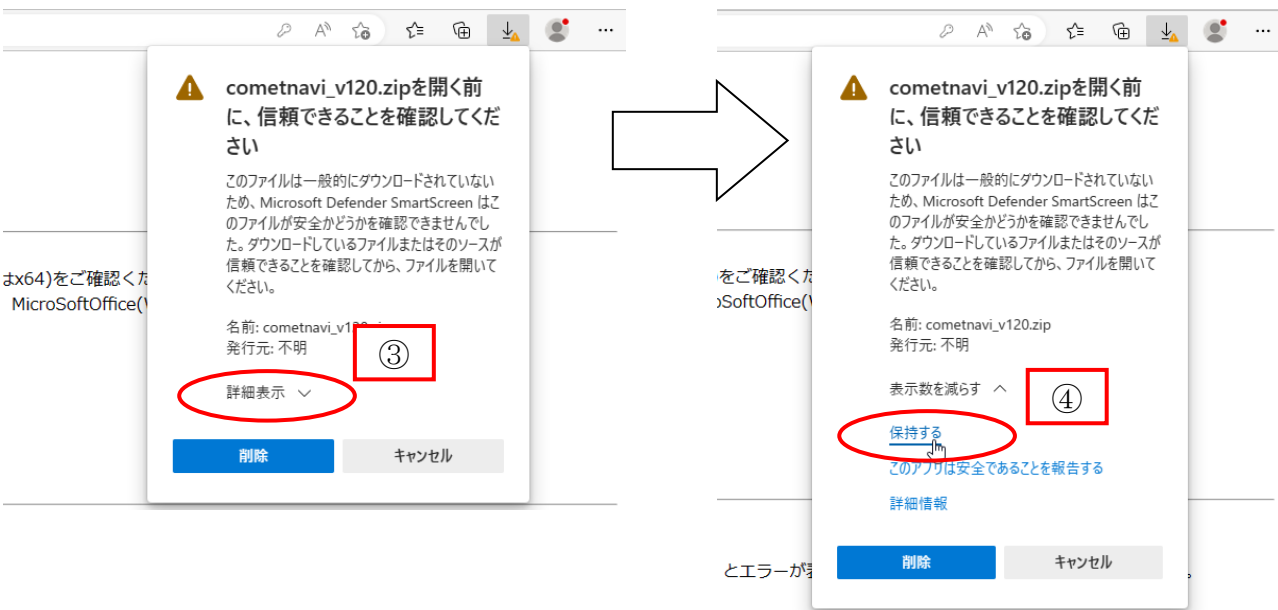 cometnavi_v120.zipを開く前
に、信頼できることを確認してくだ
さい
このファイルは一般的にダウンロードされていない
ため、Microsoft Defender SmartScreen はこ
のファイルが安全かどうかを確認できませんでし
た。ダウンロードしているファイルまたはそのソースが
信頼できることを確認してから、ファイルを開いて
ください。
はx64)をご確認くだ
MicroSoftOffice(
名前: cometnavi_v120.zip
発行元: 不明
③
詳細表示
削除
キャンセル
cometnavi_v120.zipを開く前
に、信頼できることを確認してくだ
さい
このファイルは一般的にダウンロードされていない
ため、Microsoft Defender SmartScreen はこ
のファイルが安全かどうかを確認できませんでし
た。ダウンロードしているファイルまたはそのソースが
信頼できることを確認してから、ファイルを開いて
ください。
をご確認くだ
SoftOffice(
名前: cometnavi_v120.zip
発行元: 不明
表示数を減らす
④
保持する
このアプリは安全であることを報告する
詳細情報
削除
キャンセル
とエラーが表
。